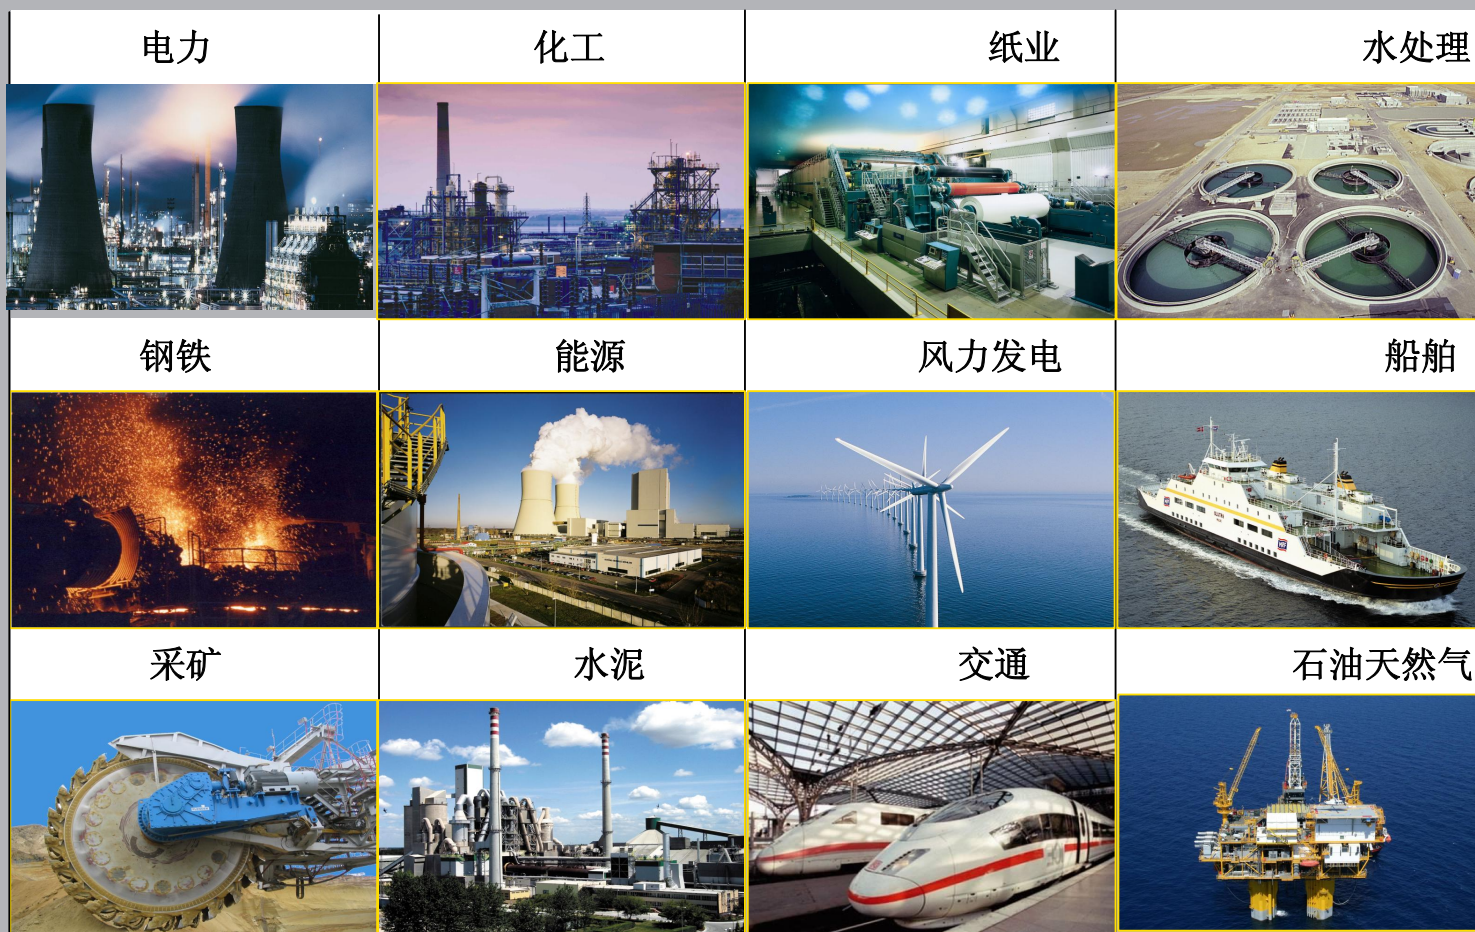 电力
化工
纸业
水处理
钢铁
能源
风力发电
船舶
采矿
水泥
交通
石油天然气